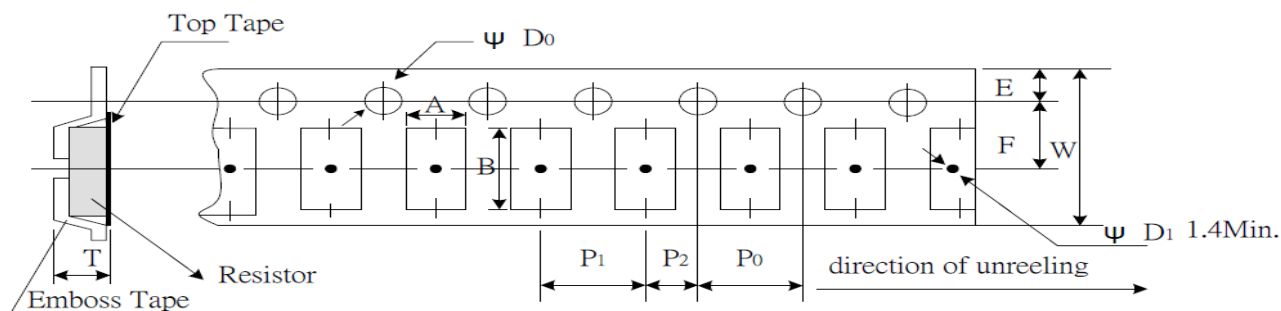 Top Tape
Ψ D0
E
A
F
W
B
Ψ D1 1.4Min.
T
P1
P2
P0
Resistor
direction of unreeling
Emboss Tape